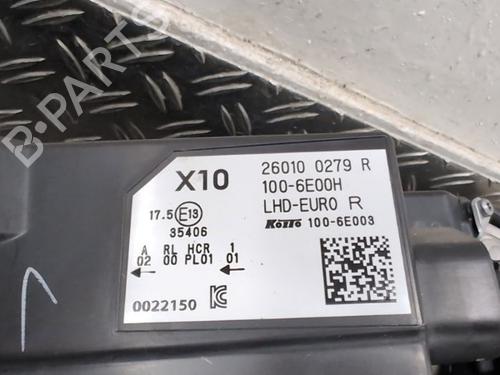 X10
260100 0279 R
100-6E00H
LHD-EURO R
KOITO 100-6E003
17.5 E13
35406
A RL HCR 1
02 00 PL01 01
0022150
B-Parts